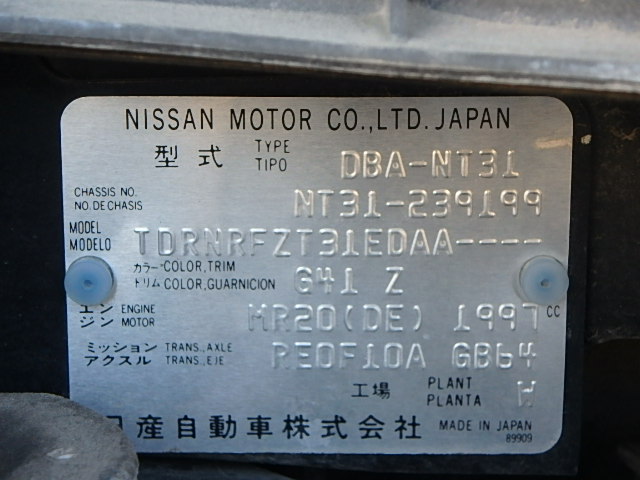 NISSAN MOTOR CO.,LTD. JAPAN
型式 TYPE TIPO DBA-NT31
CHASSIS NO. NO. DE CHASIS NT31-239199
MODEL MODELO TDRNRFZT31EDAA----
カラー COLOR,TRIM トリム COLOR,GUARNICION G41 Z
エンジン ENGINE MOTOR MR20(DE) 1997 CC
ミッション TRANS.,AXLE アクスル TRANS.,EJE RE0F10A GB64
工場 PLANT PLANTA W
日産自動車株式会社 MADE IN JAPAN
89909